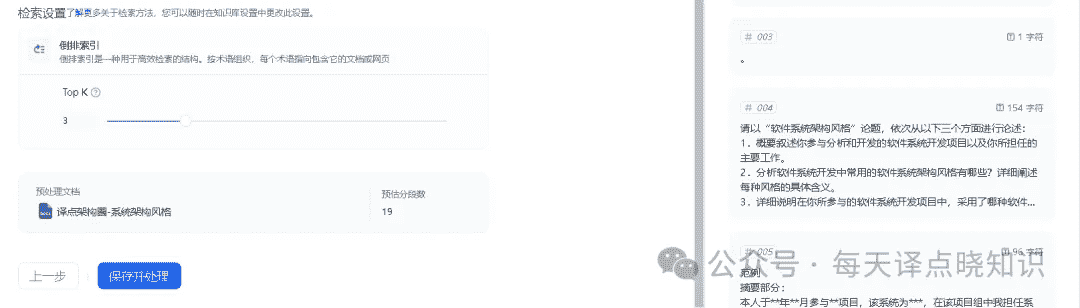 检索设置了解更多关于检索方法，您可以随时在知识库设置中更改此设置。
倒排索引
倒排索引是一种用于高效检索的结构。按术语组织，每个术语指向包含它的文档或网页
Top K
3
预处理文档
译点架构圈-系统架构风格
预估分段数
19
上一步
保存并处理
# 003
1 字符
。
# 004
154 字符
请以“软件系统架构风格”论题，依次从以下三个方面进行论述：
1．概要叙述你参与分析和开发的软件系统开发项目以及你所担任的
主要工作。
2．分析软件系统开发中常用的软件系统架构风格有哪些？详细阐述
每种风格的具体含义。
3．详细说明在你所参与的软件系统开发项目中，采用了哪种软件...
# 005
96 字符
范例
摘要部分：
本人于**年**月参与**项目，该系统为***，在该项目组中我担任系
公众号 · 每天译点晓知识